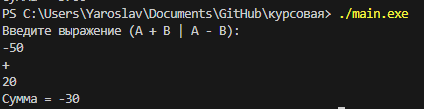 PS C:\Users\Yaroslav\Documents\GitHub\курсовая> ./main.exe
Введите выражение (A + B | A - B):
-50
+
20
Сумма = -30